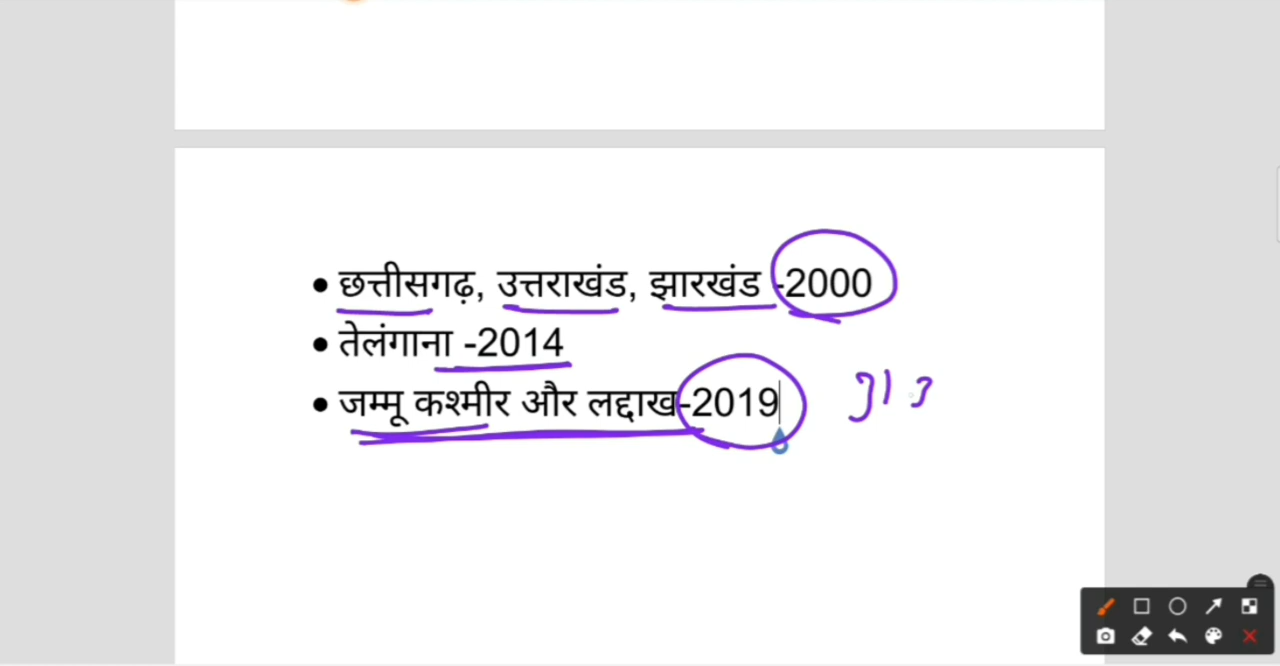 • छत्तीसगढ़, उत्तराखंड, झारखंड -2000
• तेलंगाना -2014
• जम्मू कश्मीर और लद्दाख-2019